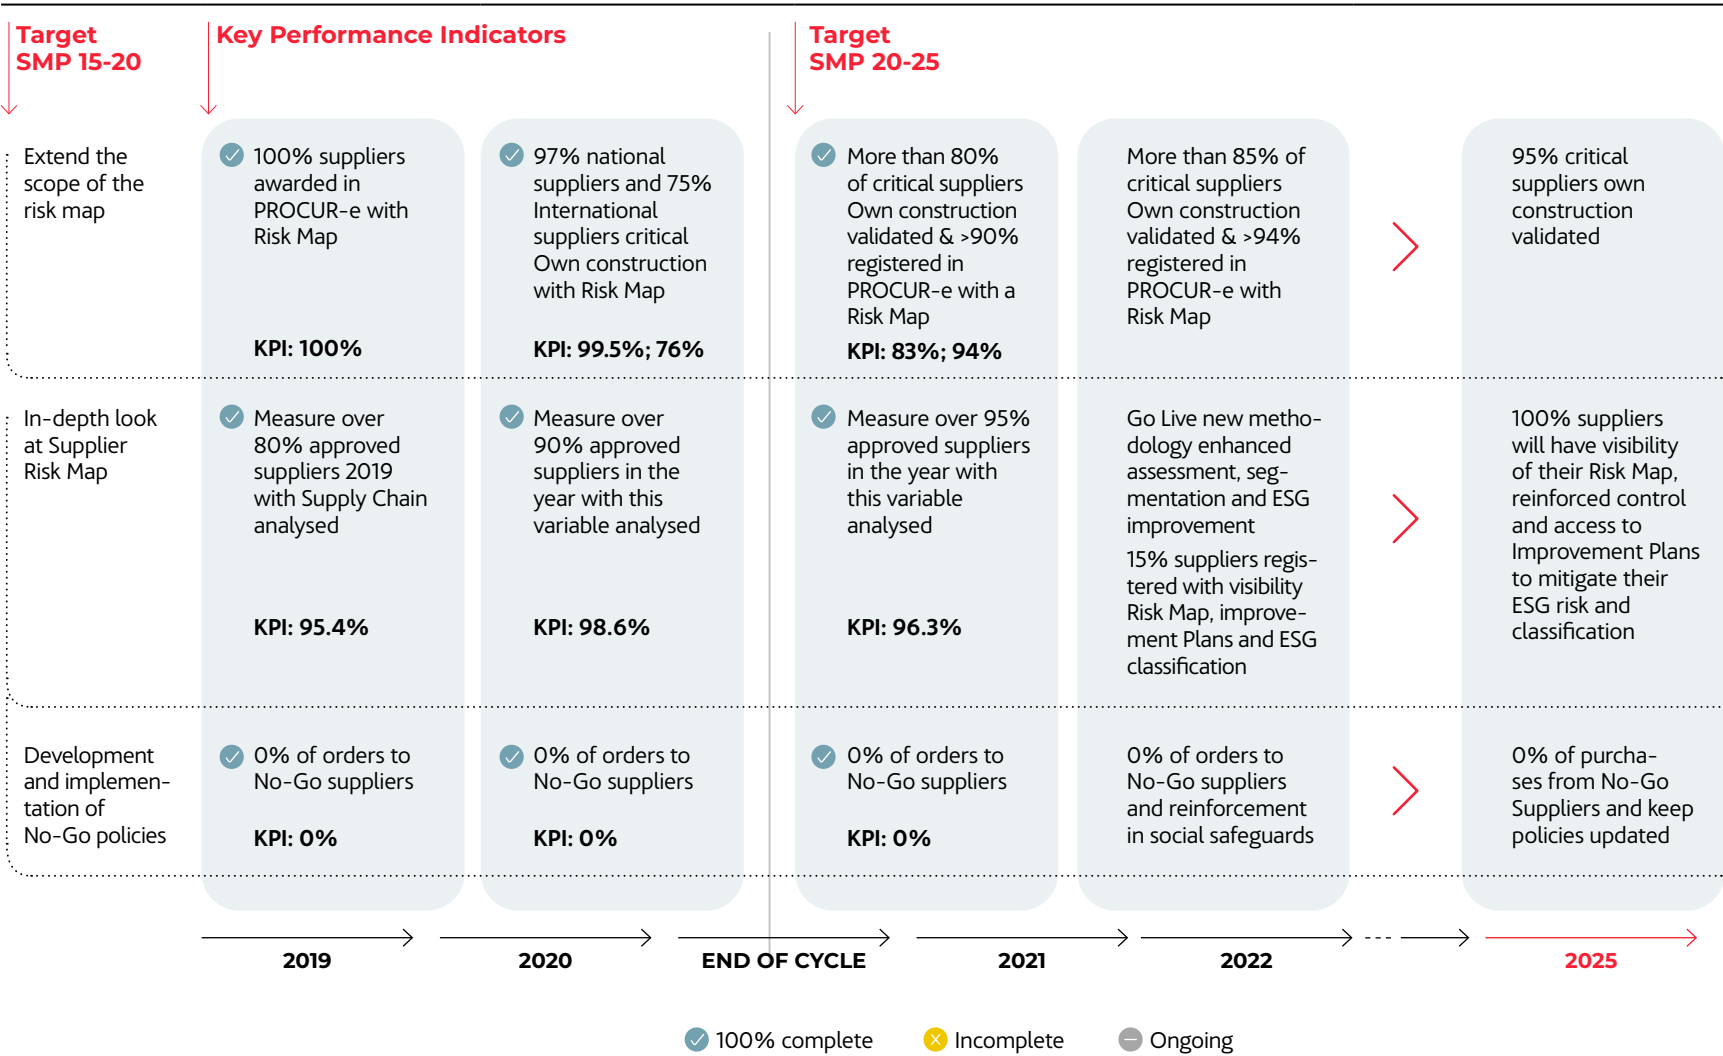 Target
SMP 15-20
Key Performance Indicators
Target
SMP 20-25
Extend the
scope of the
risk map
100% suppliers
awarded in
PROCUR-e with
Risk Map
KPI: 100%
97% national
suppliers and 75%
International
suppliers critical
Own construction
with Risk Map
KPI: 99.5%; 76%
More than 80%
of critical suppliers
Own construction
validated & >90%
registered in
PROCUR-e with a
Risk Map
KPI: 83%; 94%
More than 85% of
critical suppliers
Own construction
validated & >94%
registered in
PROCUR-e with
Risk Map
95% critical
suppliers own
construction
validated
In-depth look
at Supplier
Risk Map
Measure over
80% approved
suppliers 2019
with Supply Chain
analysed
KPI: 95.4%
Measure over
90% approved
suppliers in the
year with this
variable analysed
KPI: 98.6%
Measure over 95%
approved suppliers
in the year with
this variable
analysed
KPI: 96.3%
Go Live new metho-
dology enhanced
assessment, seg-
mentation and ESG
improvement
15% suppliers regis-
tered with visibility
Risk Map, improve-
ment Plans and ESG
classification
100% suppliers
will have visibility
of their Risk Map,
reinforced control
and access to
Improvement Plans
to mitigate their
ESG risk and
classification
Development
and implemen-
tation of
No-Go policies
0% of orders to
No-Go suppliers
KPI: 0%
0% of orders to
No-Go suppliers
KPI: 0%
0% of orders to
No-Go suppliers
KPI: 0%
0% of orders to
No-Go suppliers
and reinforcement
in social safeguards
0% of purcha-
ses from No-Go
Suppliers and keep
policies updated
2019
2020
END OF CYCLE
2021
2022
2025
100% complete
Incomplete
Ongoing